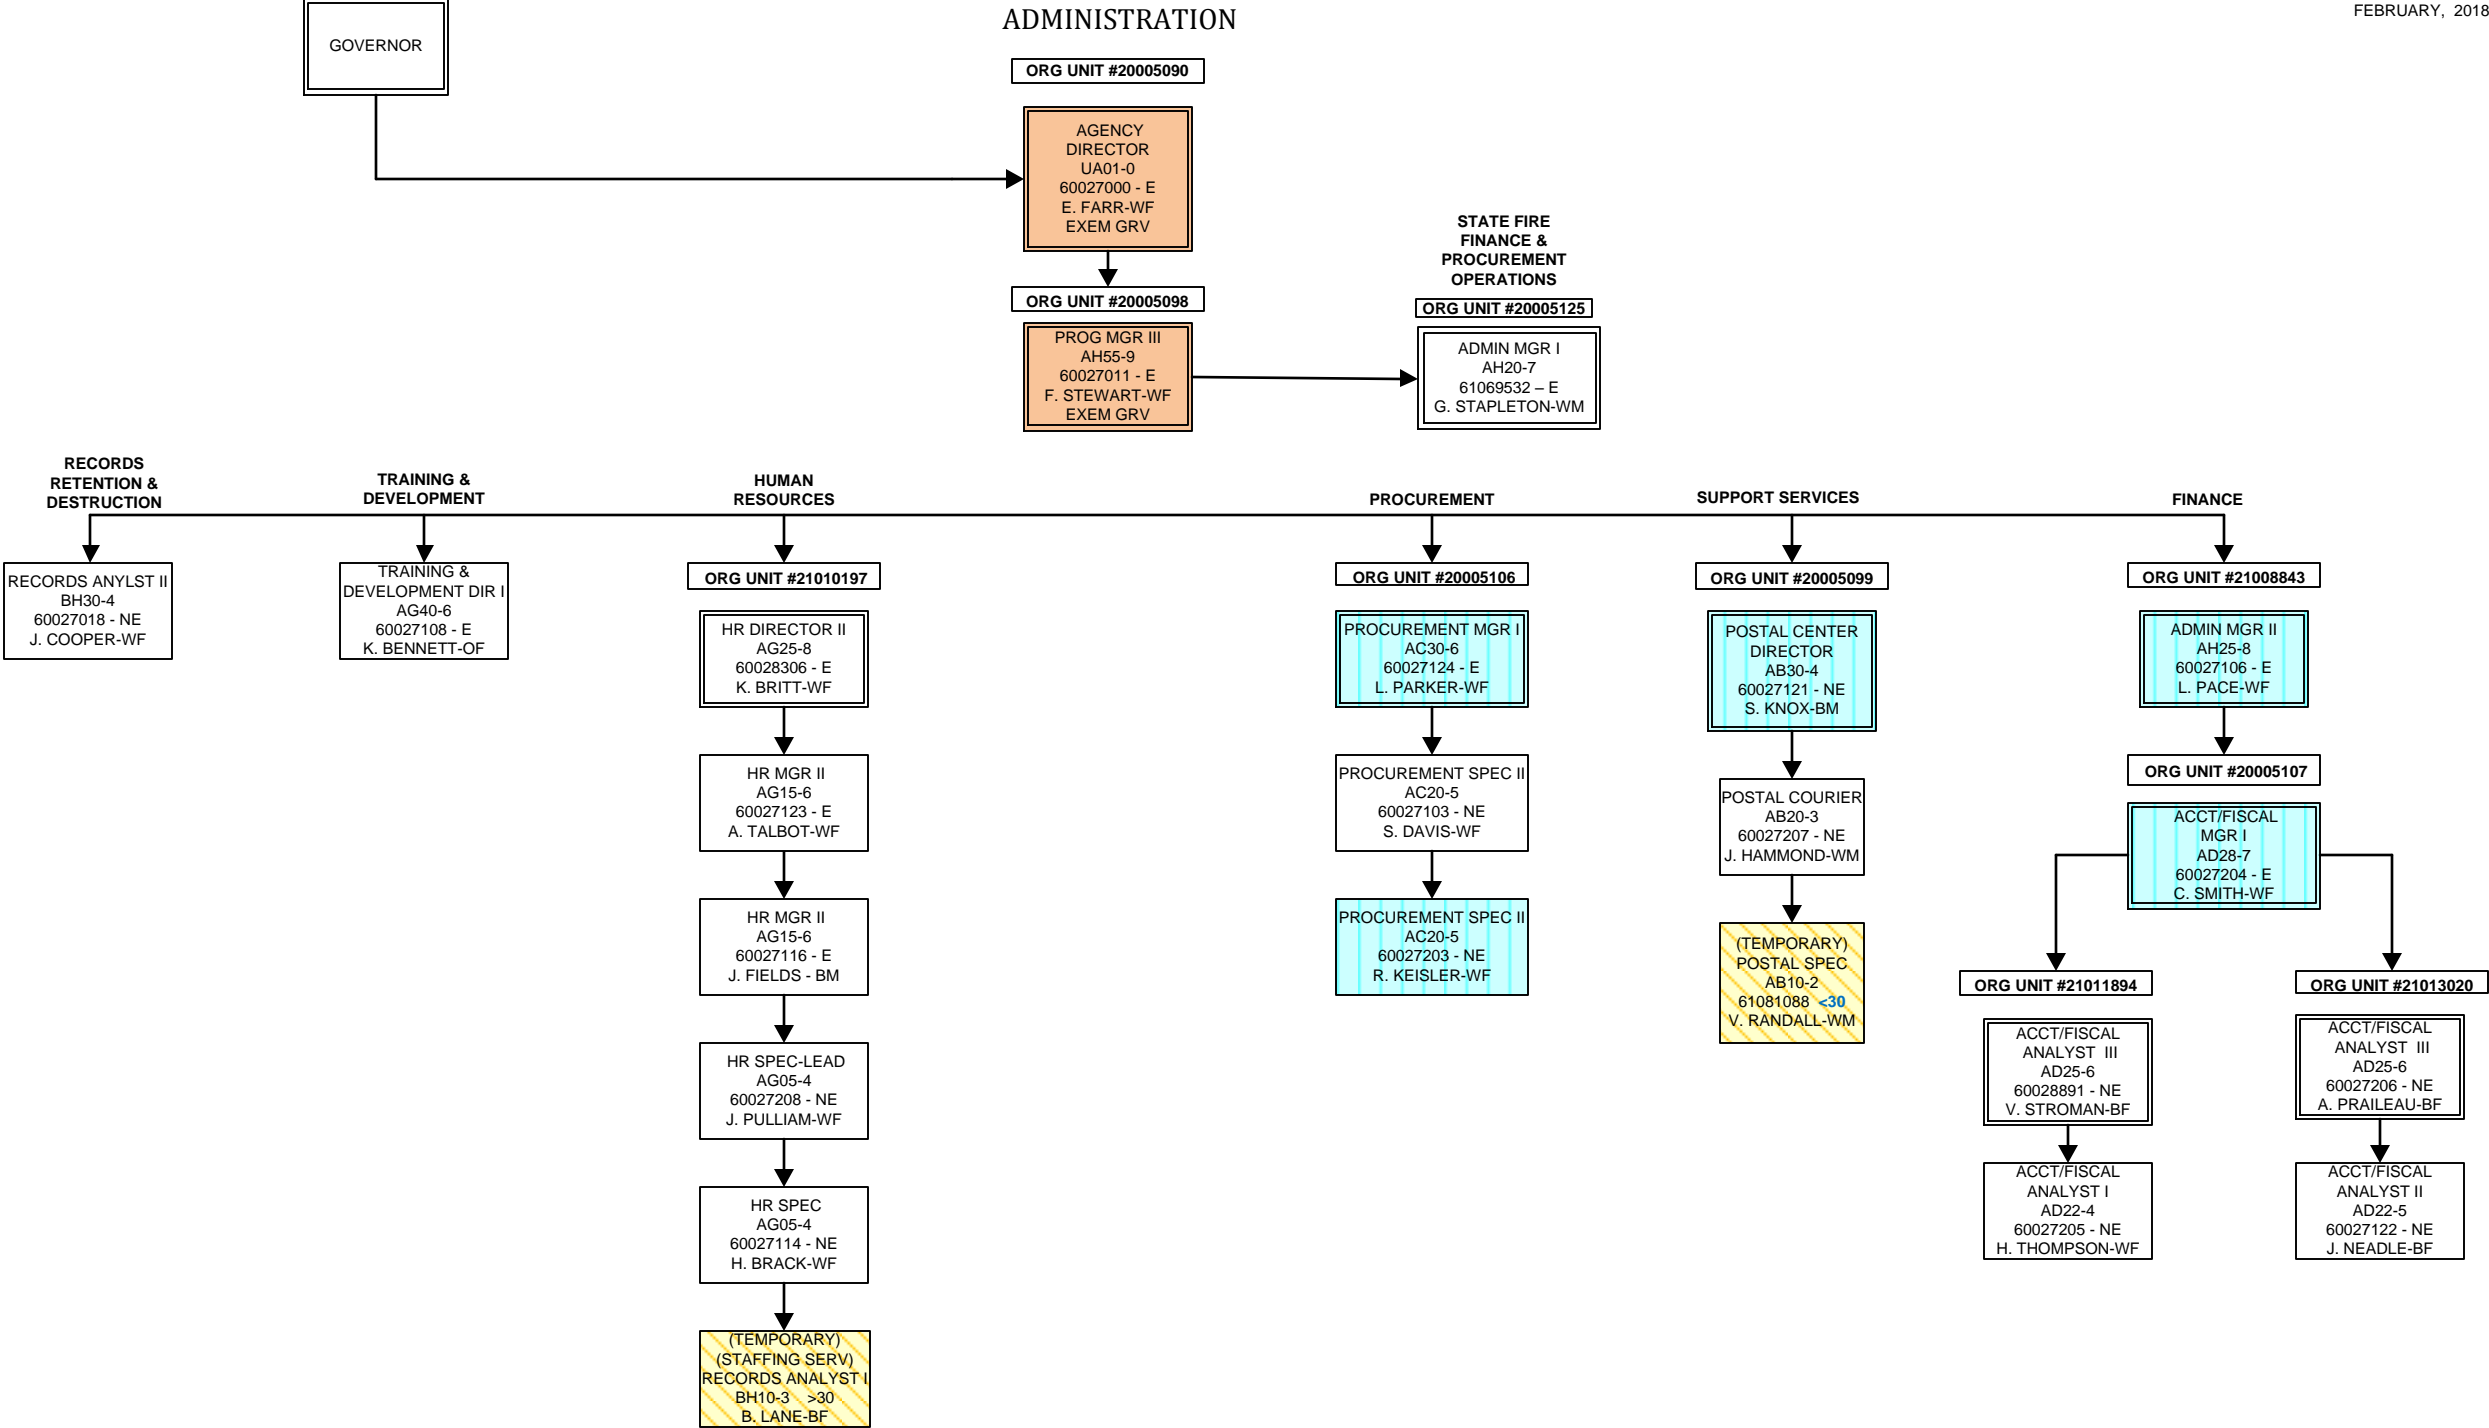 FEBRUARY, 2018
ADMINISTRATION
GOVERNOR
ORG UNIT #20005090
AGENCY
DIRECTOR
UA01-0
60027000 - E
E. FARR-WF
EXEM GRV
ORG UNIT #20005098
PROG MGR III
AH55-9
60027011 - E
F. STEWART-WF
EXEM GRV
STATE FIRE
FINANCE &
PROCUREMENT
OPERATIONS
ORG UNIT #20005125
ADMIN MGR I
AH20-7
61069532 – E
G. STAPLETON-WM
RECORDS
RETENTION &
DESTRUCTION
RECORDS ANYLST II
BH30-4
60027018 - NE
J. COOPER-WF
TRAINING &
DEVELOPMENT
TRAINING &
DEVELOPMENT DIR I
AG40-6
60027108 - E
K. BENNETT-OF
HUMAN
RESOURCES
ORG UNIT #21010197
HR DIRECTOR II
AG25-8
60028306 - E
K. BRITT-WF
HR MGR II
AG15-6
60027123 - E
A. TALBOT-WF
HR MGR II
AG15-6
60027116 - E
J. FIELDS - BM
HR SPEC-LEAD
AG05-4
60027208 - NE
J. PULLIAM-WF
HR SPEC
AG05-4
60027114 - NE
H. BRACK-WF
(TEMPORARY)
(STAFFING SERV)
RECORDS ANALYST I
BH10-3 >30
B. LANE-BF
PROCUREMENT
ORG UNIT #20005106
PROCUREMENT MGR I
AC30-6
60027124 - E
L. PARKER-WF
PROCUREMENT SPEC II
AC20-5
60027103 - NE
S. DAVIS-WF
PROCUREMENT SPEC II
AC20-5
60027203 - NE
R. KEISLER-WF
SUPPORT SERVICES
ORG UNIT #20005099
POSTAL CENTER
DIRECTOR
AB30-4
60027121 - NE
S. KNOX-BM
POSTAL COURIER
AB20-3
60027207 - NE
J. HAMMOND-WM
(TEMPORARY)
POSTAL SPEC
AB10-2
61081088 <30
V. RANDALL-WM
FINANCE
ORG UNIT #21008843
ADMIN MGR II
AH25-8
60027106 - E
L. PACE-WF
ORG UNIT #20005107
ACCT/FISCAL
MGR I
AD28-7
60027204 - E
C. SMITH-WF
ORG UNIT #21011894
ACCT/FISCAL
ANALYST III
AD25-6
60028891 - NE
V. STROMAN-BF
ACCT/FISCAL
ANALYST I
AD22-4
60027205 - NE
H. THOMPSON-WF
ORG UNIT #21013020
ACCT/FISCAL
ANALYST III
AD25-6
60027206 - NE
A. PRAILEAU-BF
ACCT/FISCAL
ANALYST II
AD22-5
60027122 - NE
J. NEADLE-BF